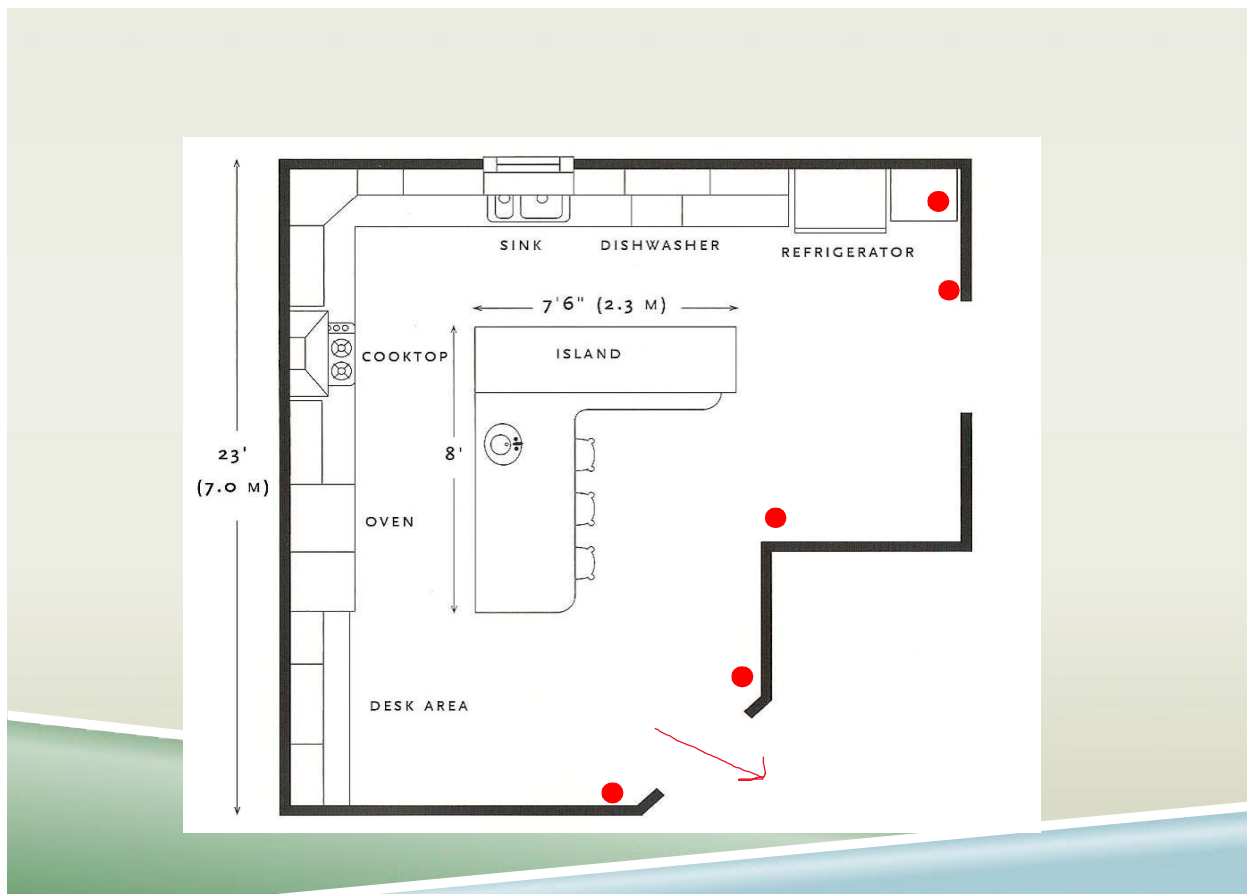 SINK
DISHWASHER
REFRIGERATOR
7'6" (2.3 M)
ISLAND
COOKTOP
23'
(7.0 M)
8'
OVEN
DESK AREA